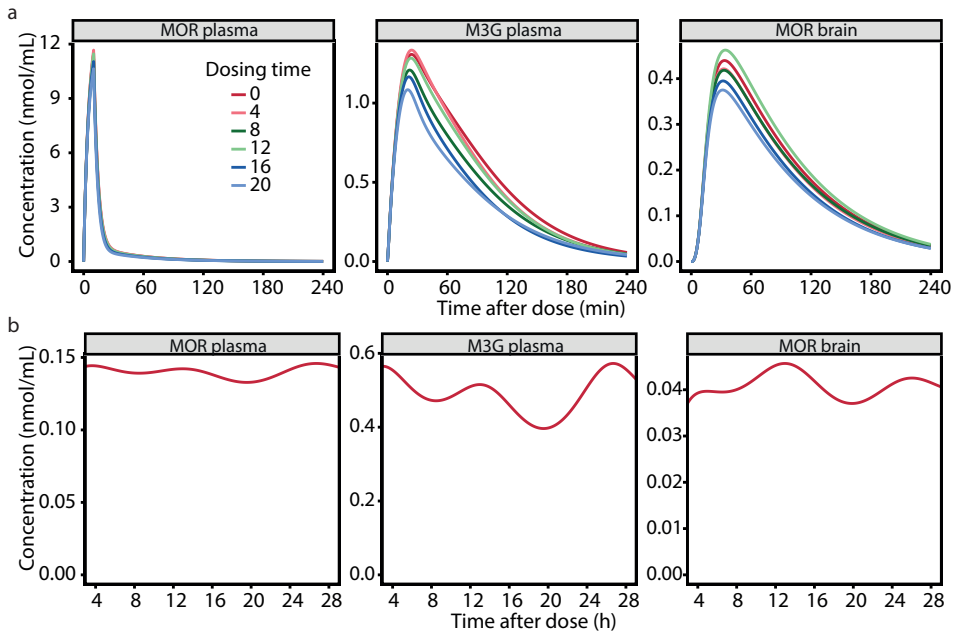 a
MOR plasma
M3G plasma
MOR brain
Concentration (nmol/mL)
12
9
6
3
0
Dosing time
0
4
8
12
16
20
1.0
0.5
0.0
0.4
0.3
0.2
0.1
0.0
0 60 120 180 240
0 60 120 180 240
0 60 120 180 240
Time after dose (min)
b
MOR plasma
M3G plasma
MOR brain
Concentration (nmol/mL)
0.15
0.10
0.05
0.00
0.6
0.4
0.2
0.0
0.04
0.03
0.02
0.01
0.00
4 8 12 16 20 24 28
4 8 12 16 20 24 28
4 8 12 16 20 24 28
Time after dose (h)